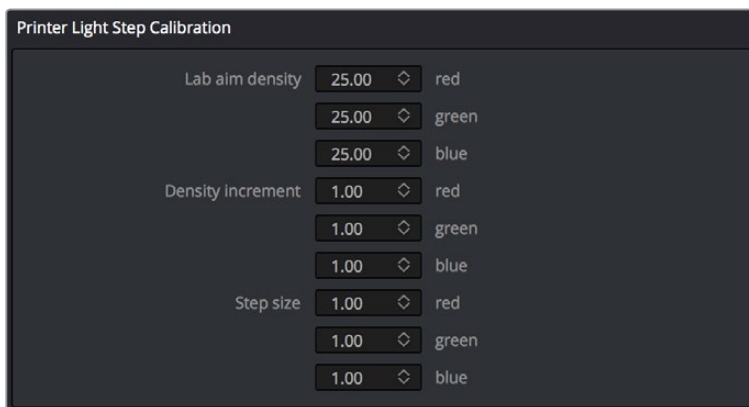 Printer Light Step Calibration
Lab aim density 25.00 red
25.00 green
25.00 blue
Density increment 1.00 red
1.00 green
1.00 blue
Step size 1.00 red
1.00 green
1.00 blue